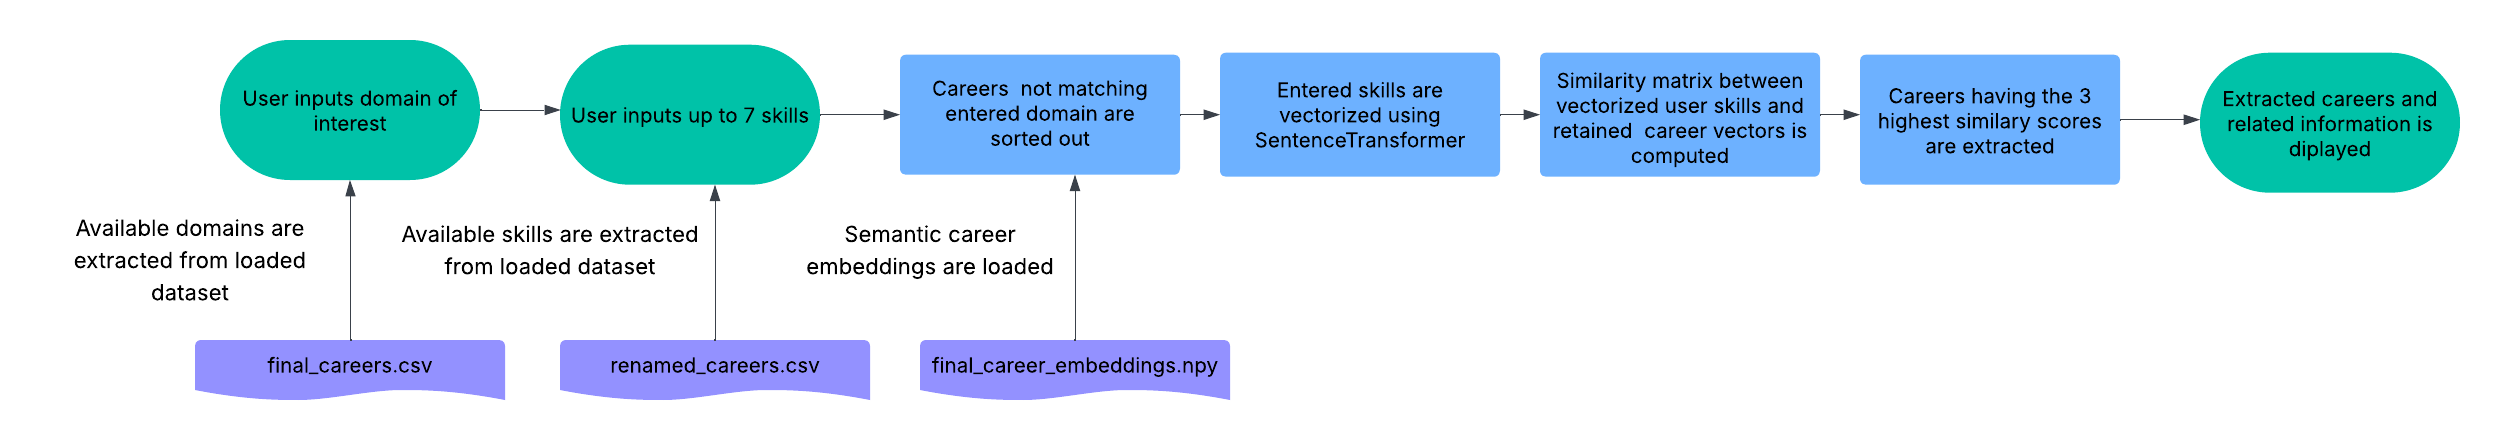 User inputs domain of
interest
User inputs up to 7 skills
Careers  not matching
entered domain are
sorted out
Entered skills are
vectorized using
SentenceTransformer
Similarity matrix between
vectorized user skills and
retained  career vectors is
computed
Careers having the 3
highest similary scores
are extracted
Extracted careers and
related information is
diplayed
Available domains are
extracted from loaded
dataset
Available skills are extracted
from loaded dataset
Semantic career
embeddings are loaded
final_careers.csv
renamed_careers.csv
final_career_embeddings.npy